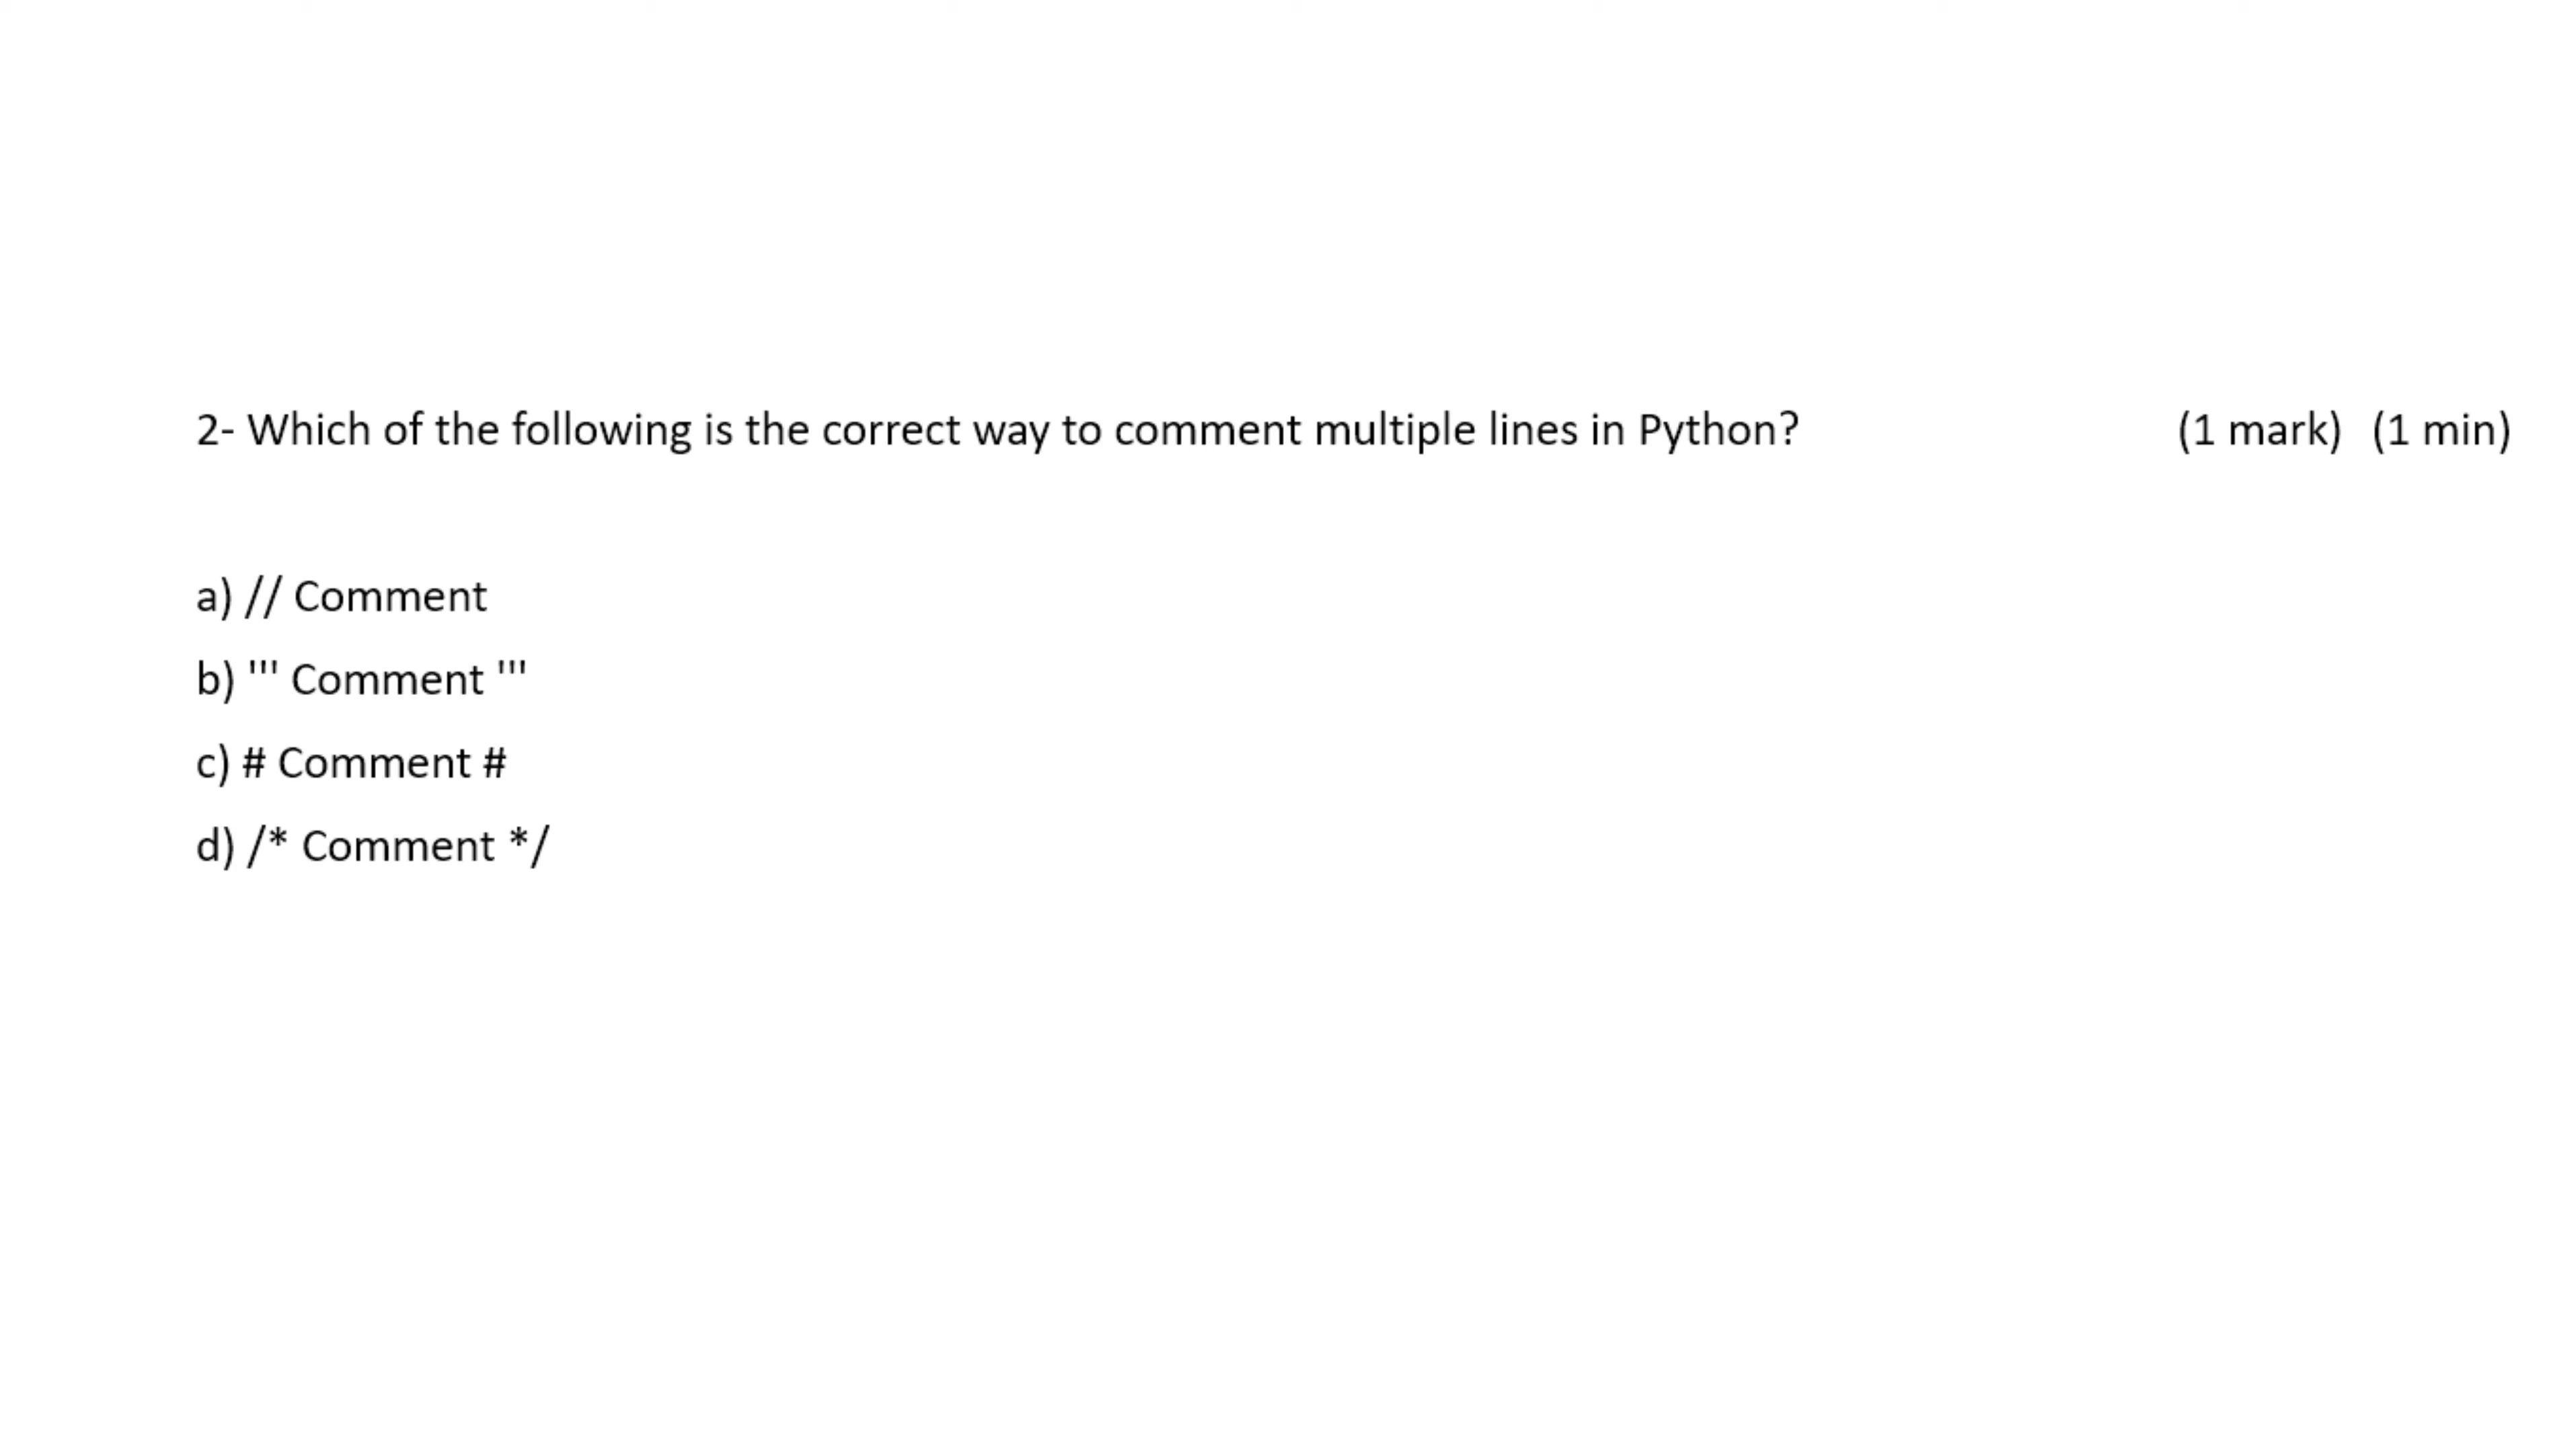 2- Which of the following is the correct way to comment multiple lines in Python? (1 mark) (1 min)
a) // Comment
b) ''' Comment '''
c) # Comment #
d) /* Comment */